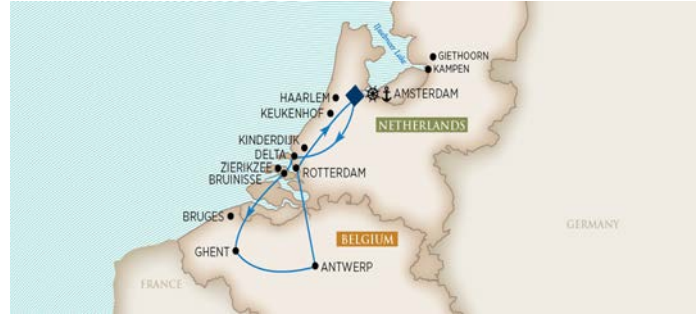 Ijsselmeer Lake
GIETHOORN
KAMPEN
HAARLEM
AMSTERDAM
KEUKENHOF
NETHERLANDS
KINDERDIJK
DELTA
ZIERIKZEE
ROTTERDAM
BRUINISSE
BRUGES
GERMANY
BELGIUM
GHENT
ANTWERP
FRANCE